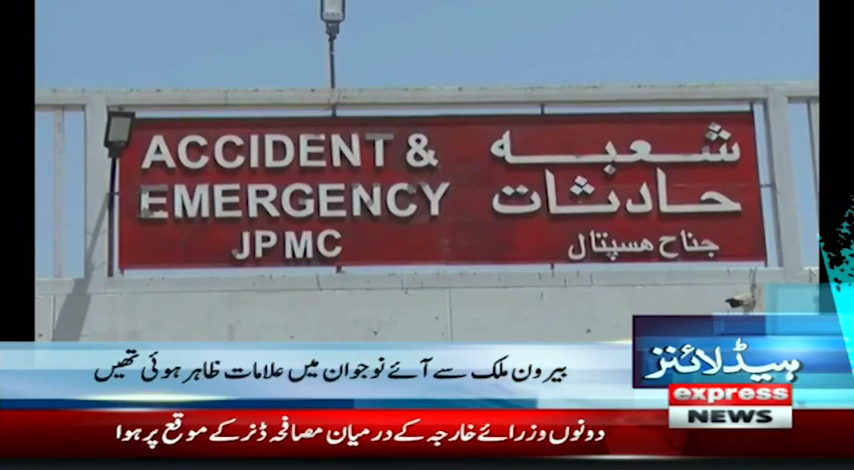 ACCIDENT &
EMERGENCY
JPMC
شعبہ
حادثات
جناح ھسپتال
بیرون ملک سے آئے نوجوان میں علامات ظاہر ہوئی تھیں
ہیڈلائنز
express
NEWS
دونوں وزرائے خارجہ کے درمیان مصافحہ ڈنر کے موقع پر ہوا